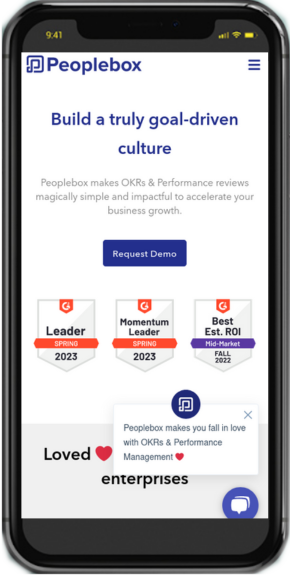 9:41
Peoplebox
Build a truly goal-driven
culture
Peoplebox makes OKRs & Performance reviews
magically simple and impactful to accelerate your
business growth.
Request Demo
Leader
SPRING
2023
Momentum
Leader
SPRING
2023
Best
Est. ROI
Mid-Market
FALL
2022
Peoplebox makes you fall in love
with OKRs & Performance
Management ❤
Loved ❤
enterprises